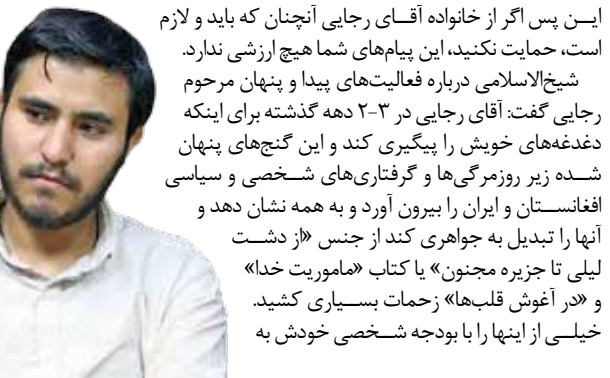 ایــن پس اگر از خانواده آقــای رجایی آنچنان که باید و لازم
است، حمایت نکنید، این پیام‌های شما هیچ ارزشی ندارد.
شیخ‌الاسلامی درباره فعالیت‌های پیدا و پنهان مرحوم
رجایی گفت: آقای رجایی در ۳-۲ دهه گذشته برای اینکه
دغدغه‌های خویش را پیگیری کند و این گنج‌های پنهان
شــده زیر روزمرگی‌ها و گرفتاری‌های شــخصی و سیاسی
افغانســتان و ایران را بیرون آورد و به همه نشان دهد و
آنها را تبدیل به جواهری کند از جنس «از دشــت
لیلی تا جزیره مجنون» یا کتاب «ماموریت خدا»
و «در آغوش قلب‌ها» زحمات بســیاری کشید.
خیلــی از اینها را با بودجه شــخصی خودش به